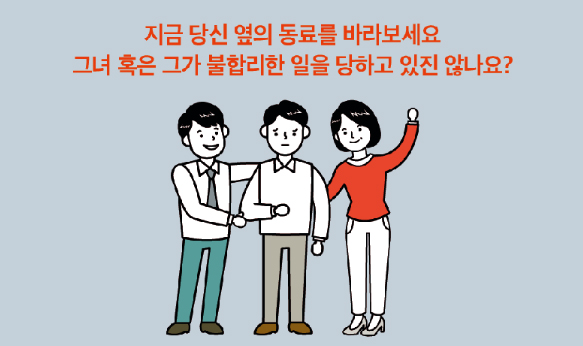 지금 당신 옆의 동료를 바라보세요
그녀 혹은 그가 불합리한 일을 당하고 있진 않나요?